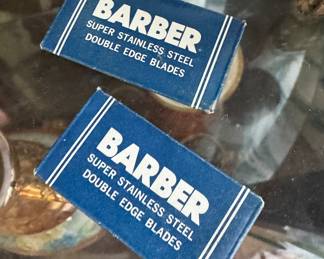 BARBER
SUPER STAINLESS STEEL
DOUBLE EDGE BLADES
BARBER
SUPER STAINLESS STEEL
DOUBLE EDGE BLADES